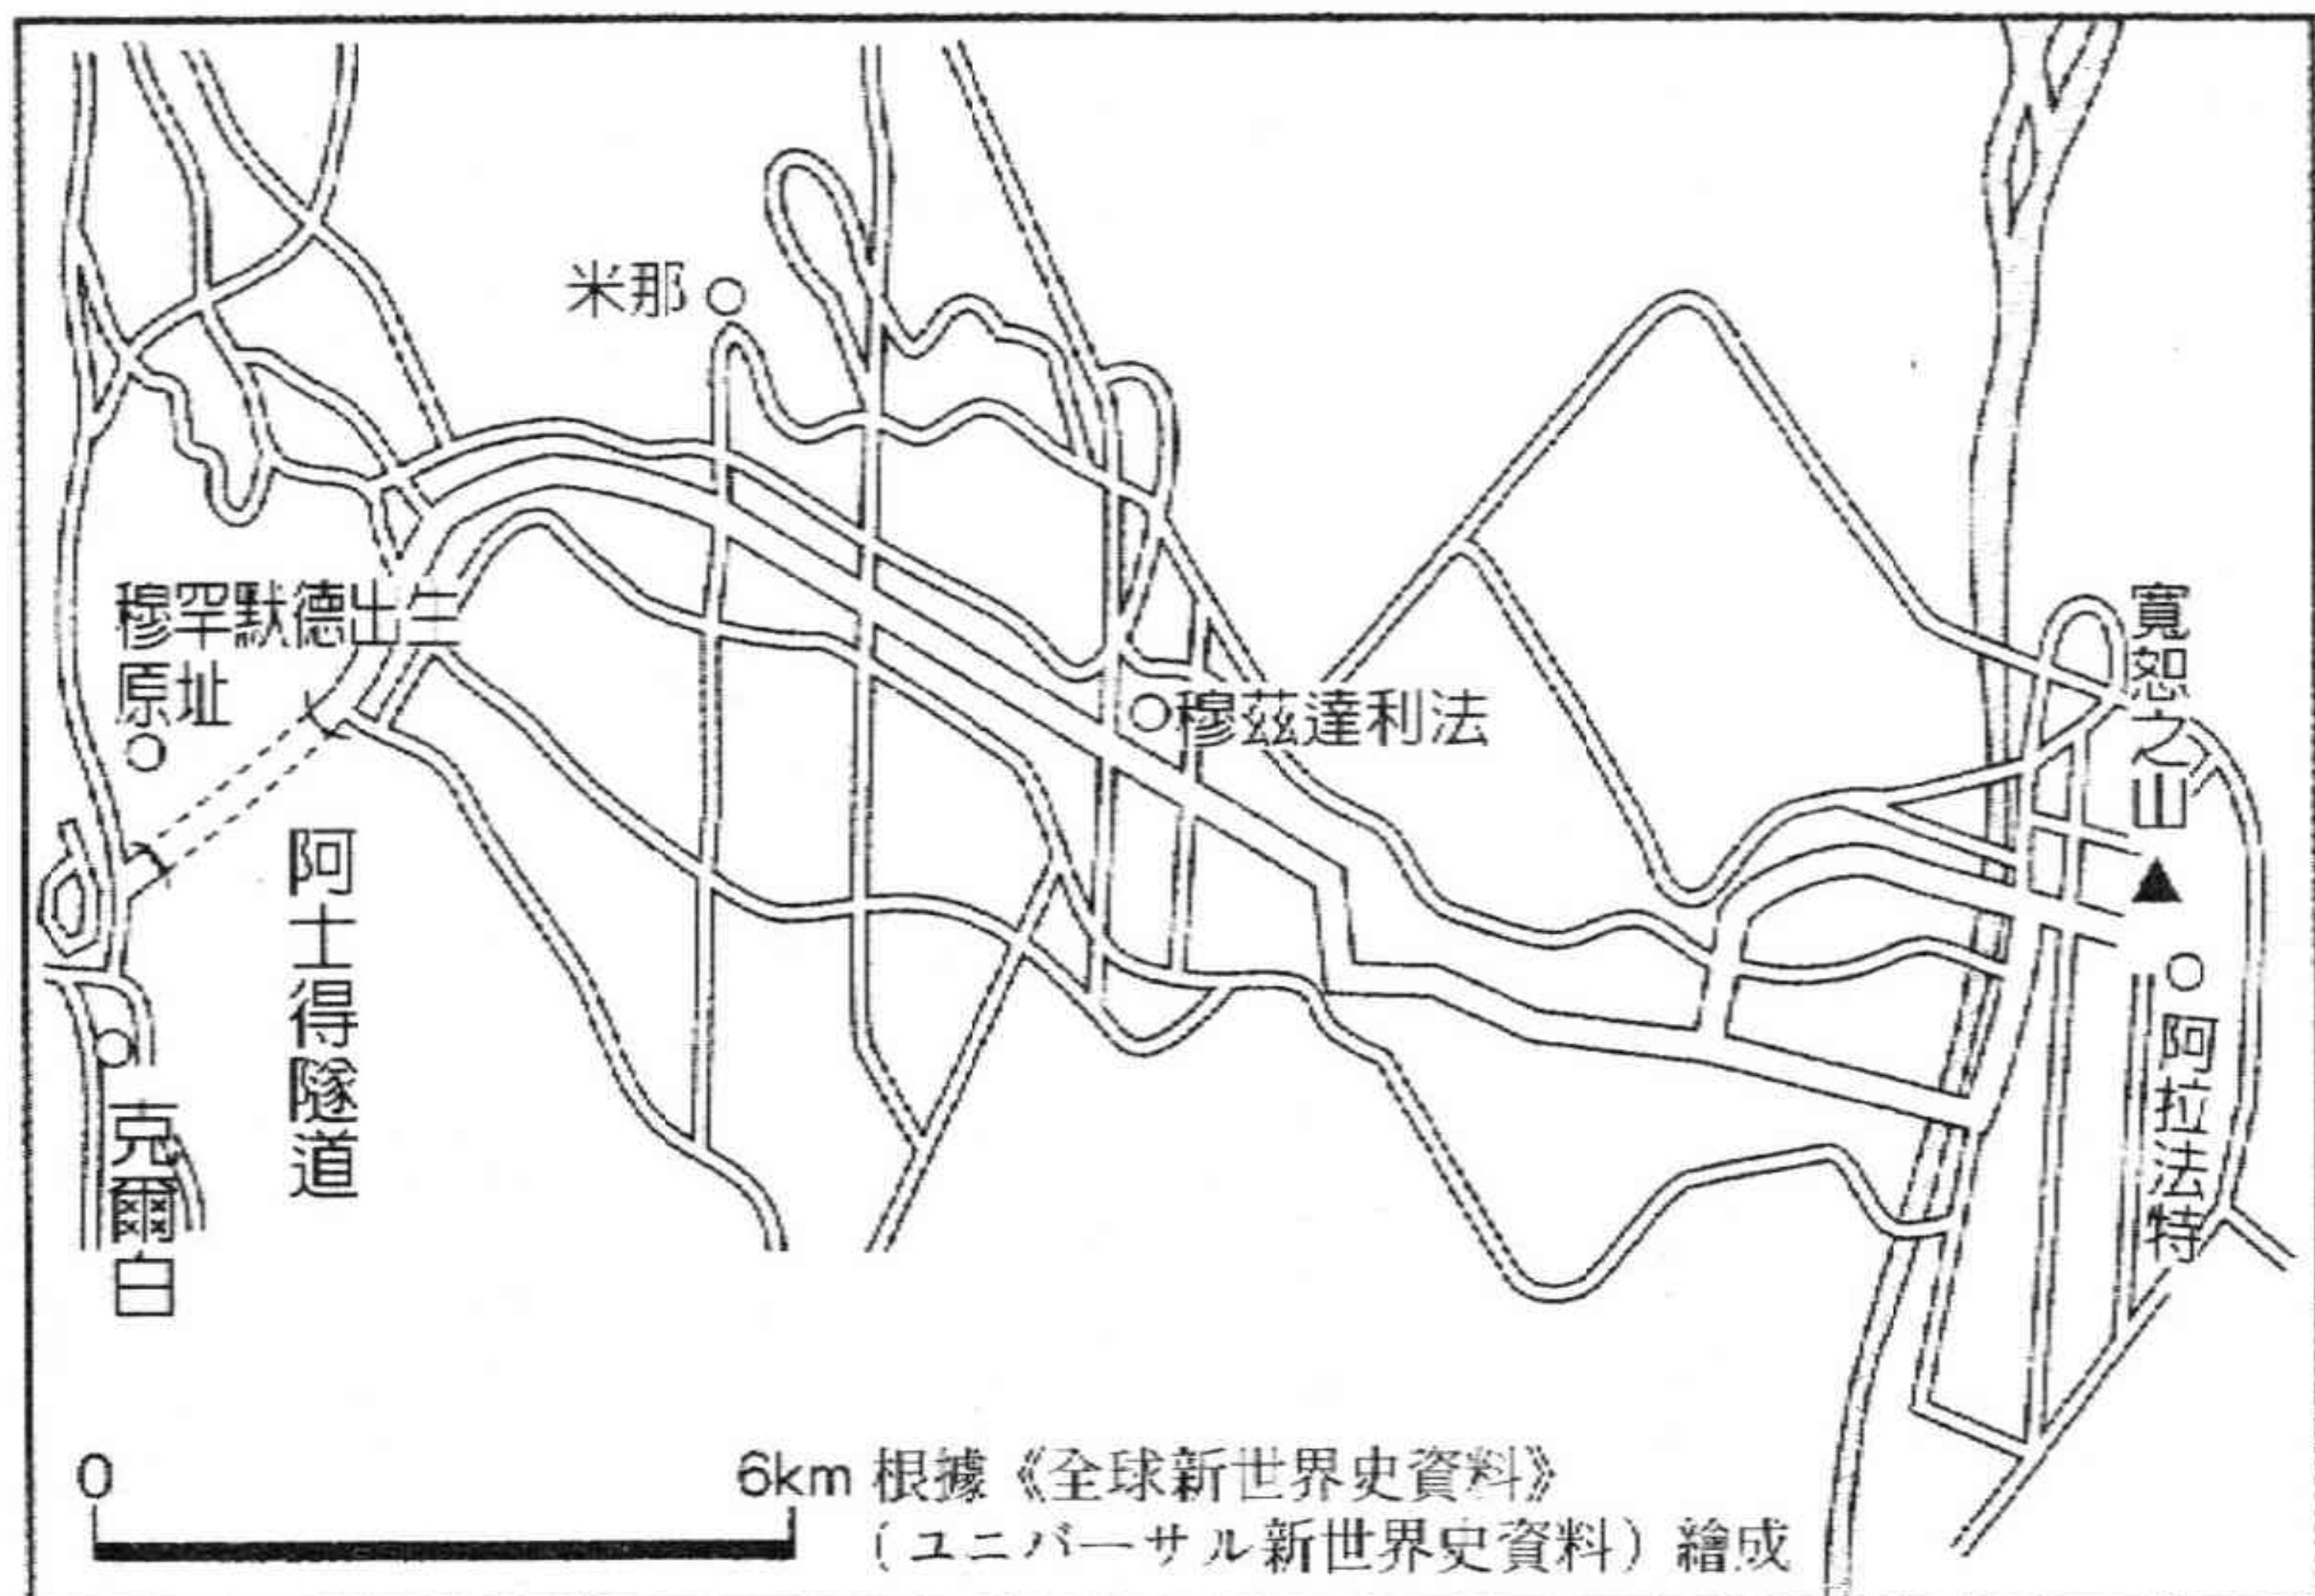 米那
穆罕默德出生
原址
穆茲達利法
寬恕之山
阿士得隧道
阿拉法特
克爾白
0
6km
根據《全球新世界史資料》
（ユニバーサル新世界史資料）繪成